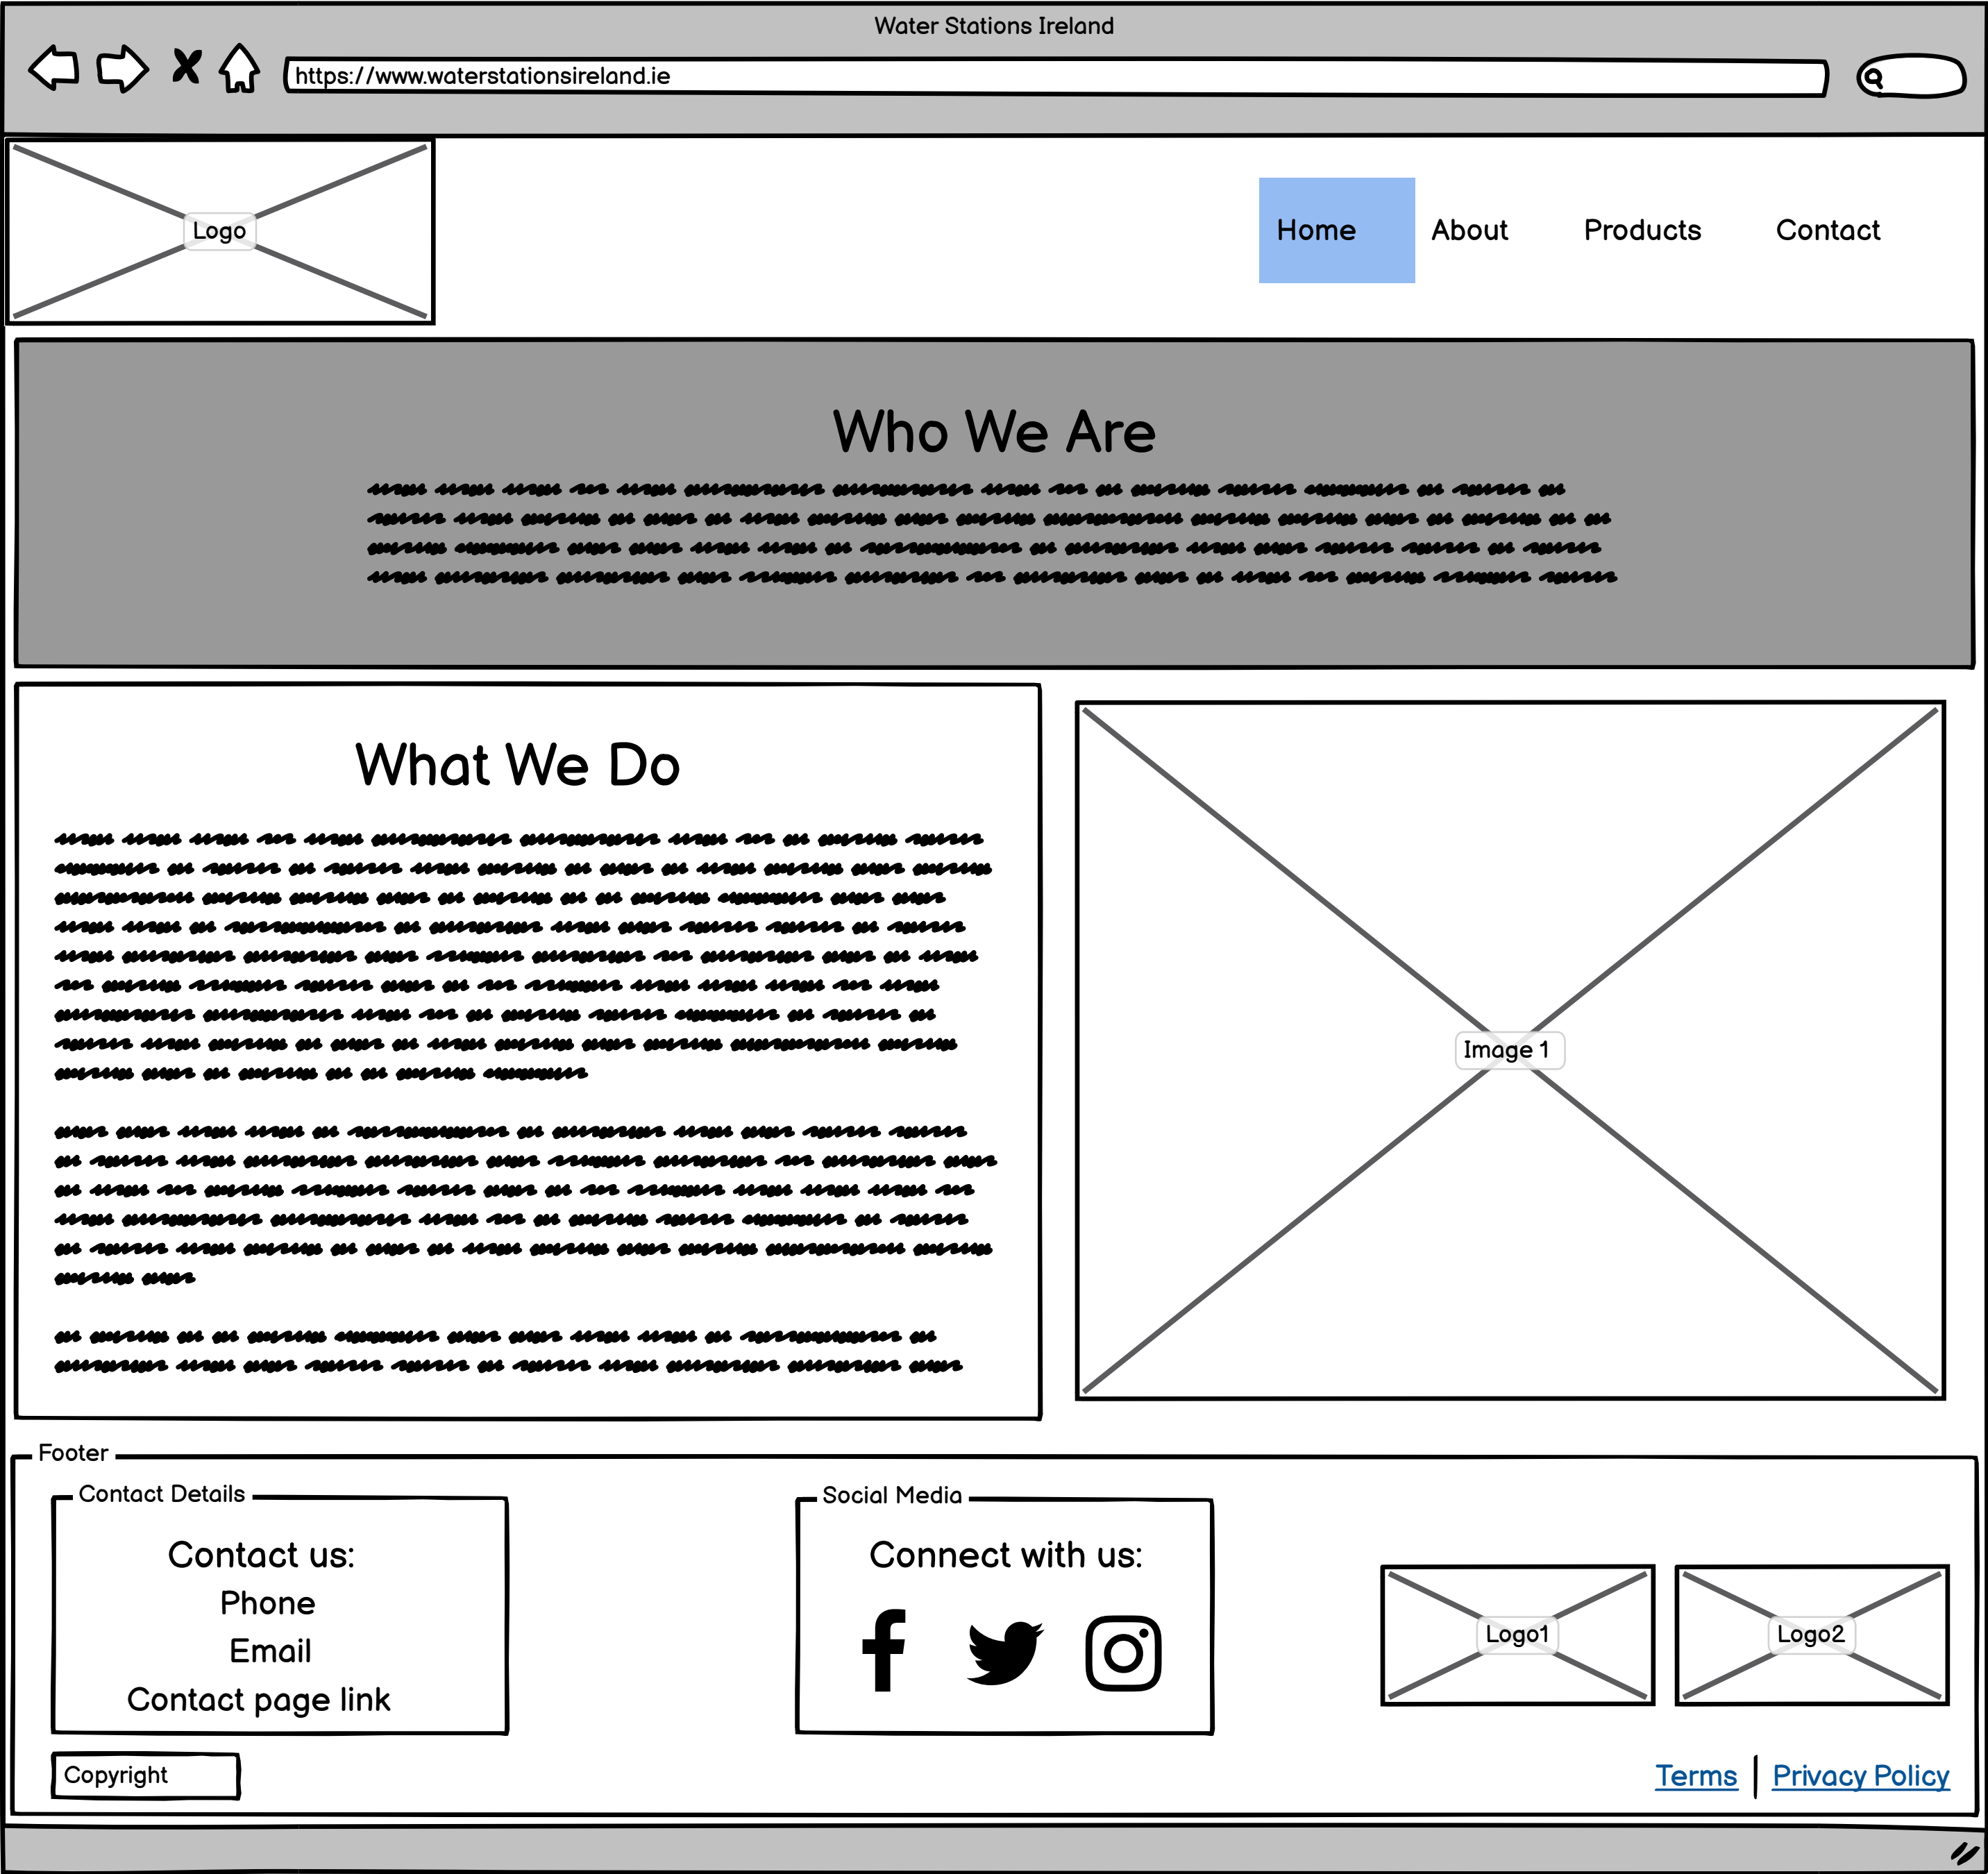 Water Stations Ireland
https://www.waterstationsireland.ie
Logo
Home About Products Contact
Who We Are
What We Do
Image 1
Footer
Contact Details
Contact us:
Phone
Email
Contact page link
Social Media
Connect with us:
Logo1
Logo2
Copyright
Terms | Privacy Policy